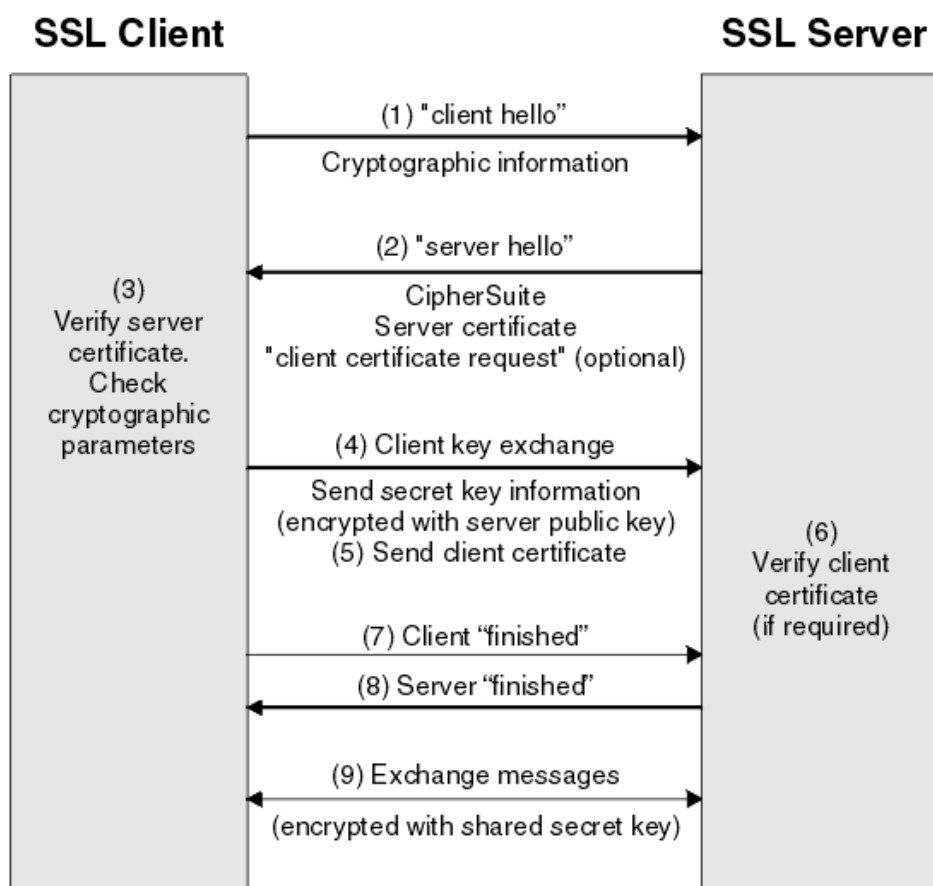 SSL Client
SSL Server
(1) "client hello”
Cryptographic information
(2) "server hello”
CipherSuite
Server certificate
"client certificate request" (optional)
(3)
Verify server
certificate.
Check
cryptographic
parameters
(4) Client key exchange
Send secret key information
(encrypted with server public key)
(5) Send client certificate
(6)
Verify client
certificate
(if required)
(7) Client “finished”
(8) Server “finished”
(9) Exchange messages
(encrypted with shared secret key)